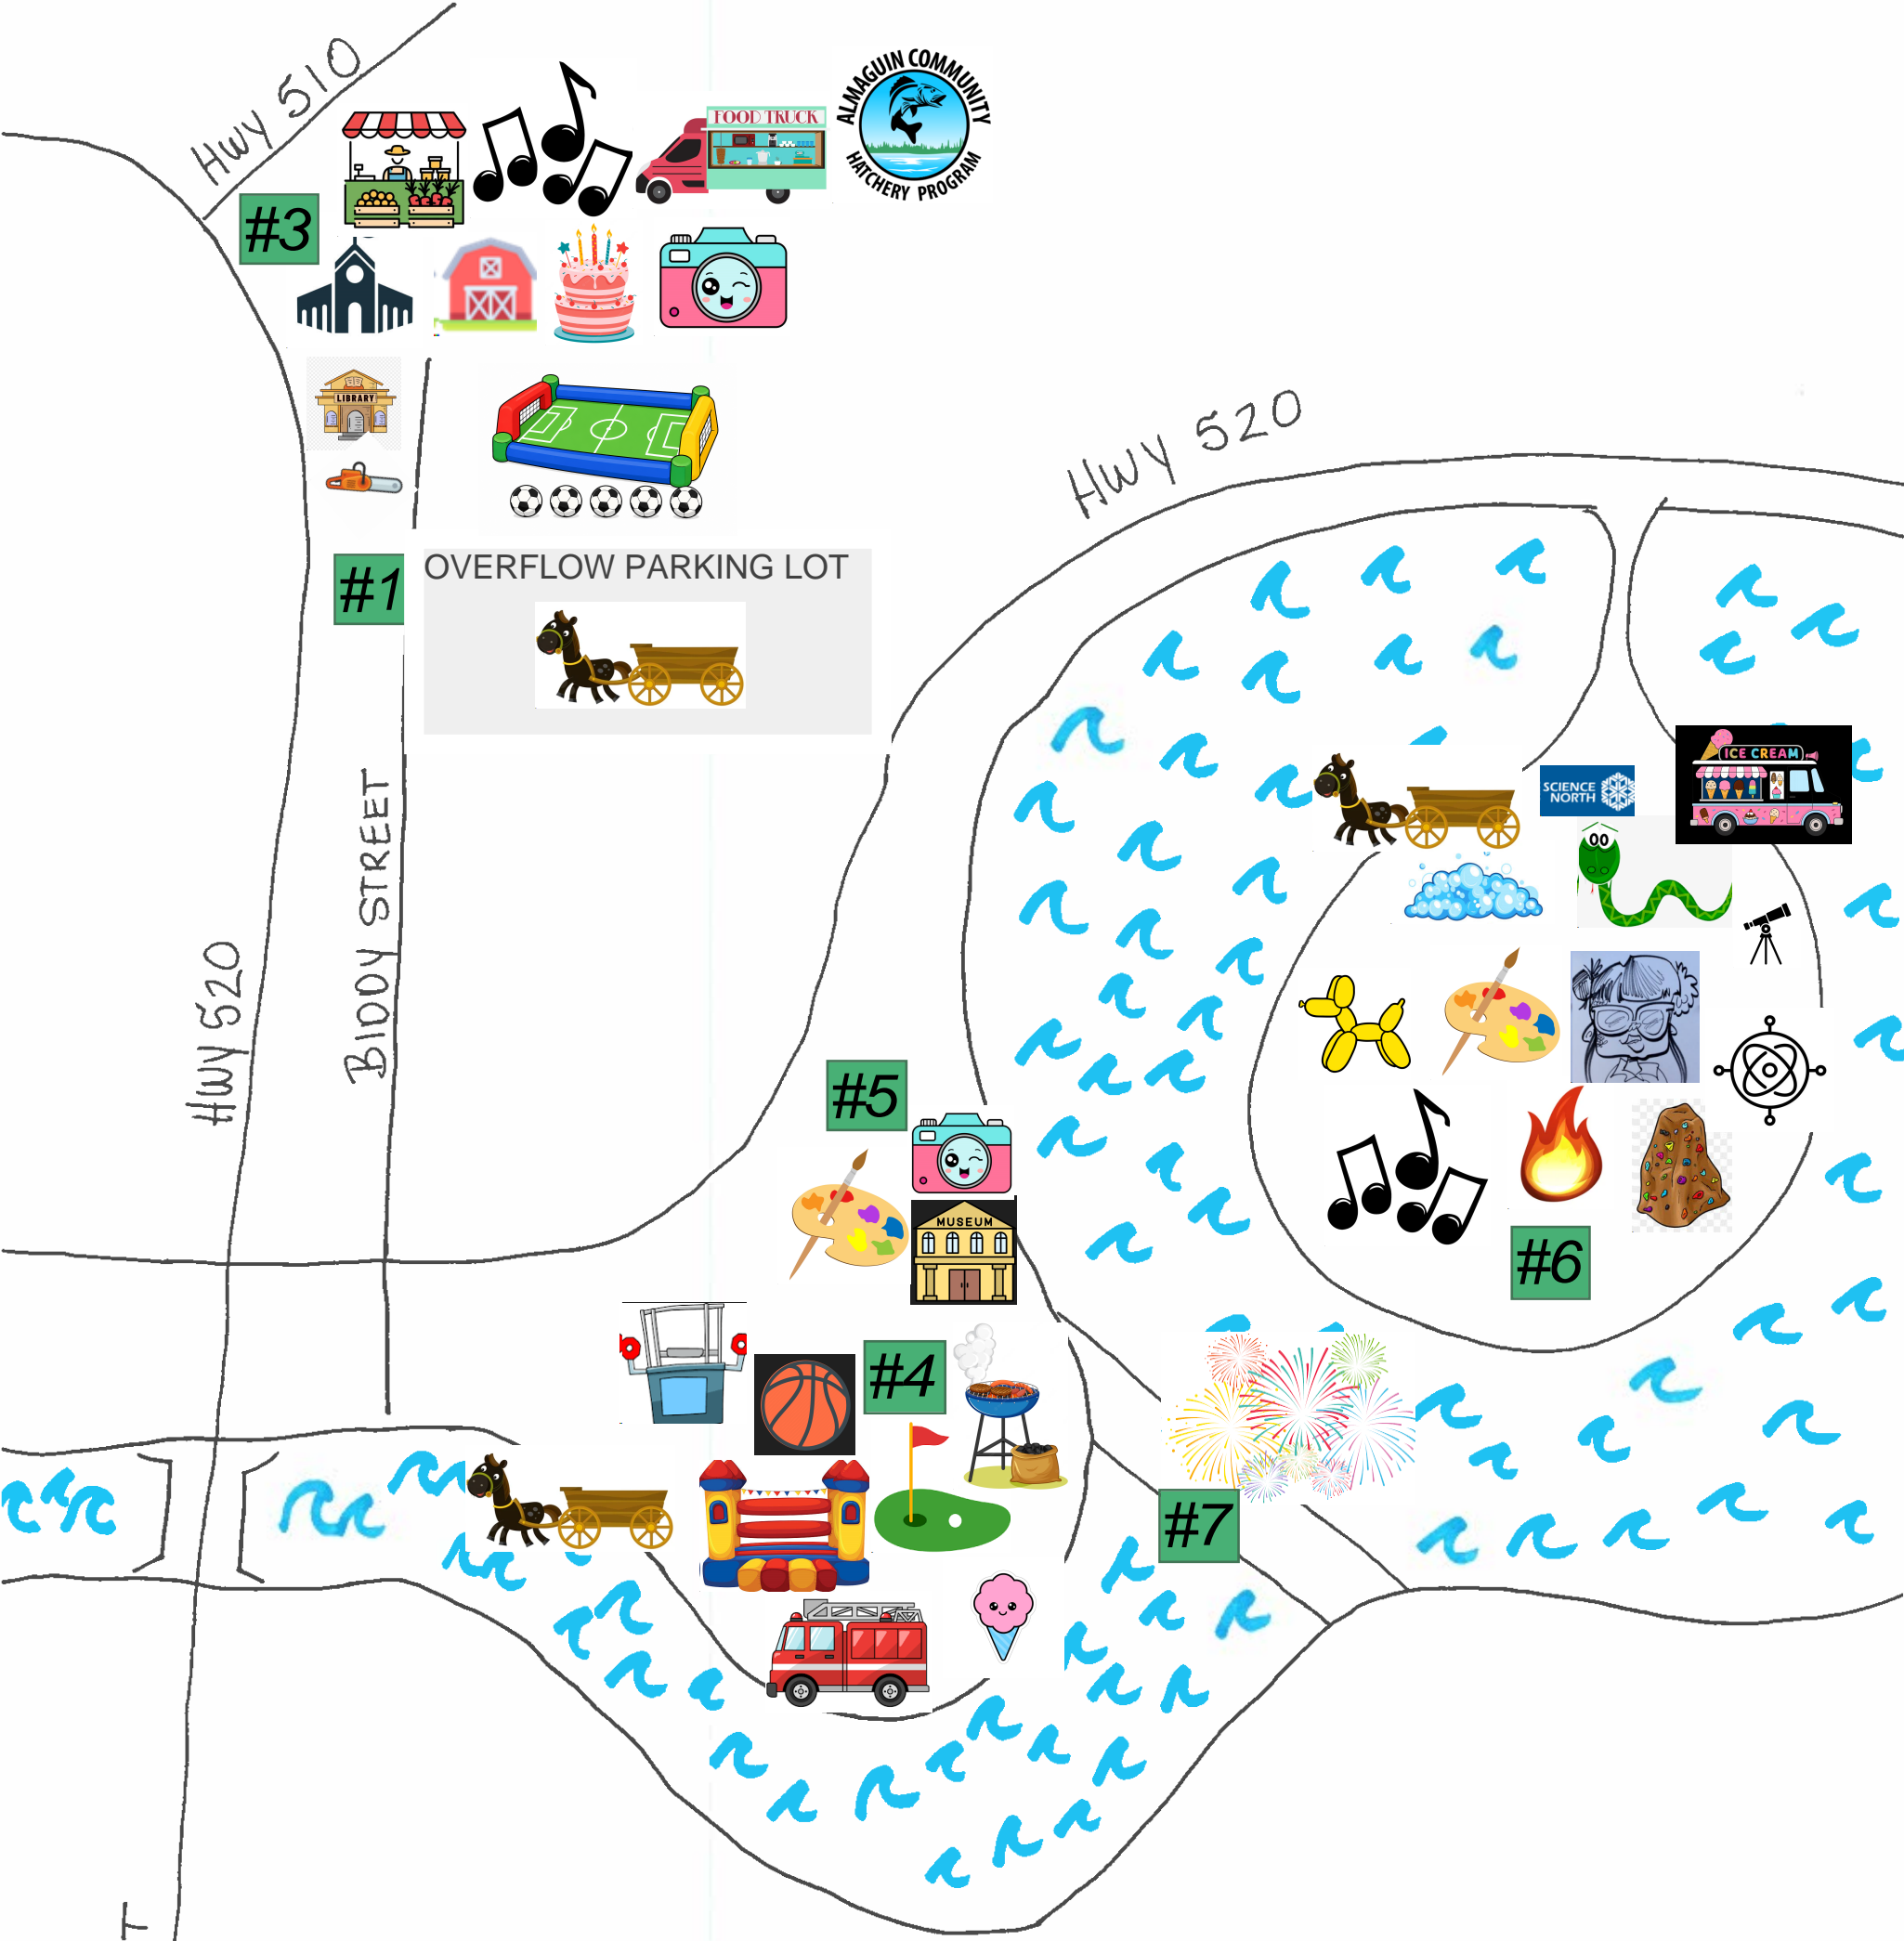 HWY 510
ALMAGUIN COMMUNITY
HATCHERY PROGRAM
FOOD TRUCK
#3
LIBRARY
HWY 520
#1
OVERFLOW PARKING LOT
ICE CREAM
SCIENCE
NORTH
BIDDY STREET
HWY 520
#5
MUSEUM
#6
#4
#7
T